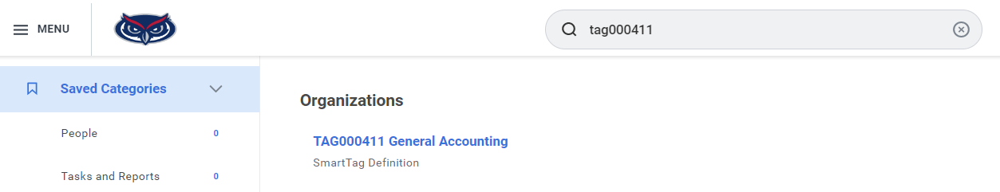 MENU
tag000411
Saved Categories
People 0
Tasks and Reports 0
Organizations
TAG000411 General Accounting
SmartTag Definition